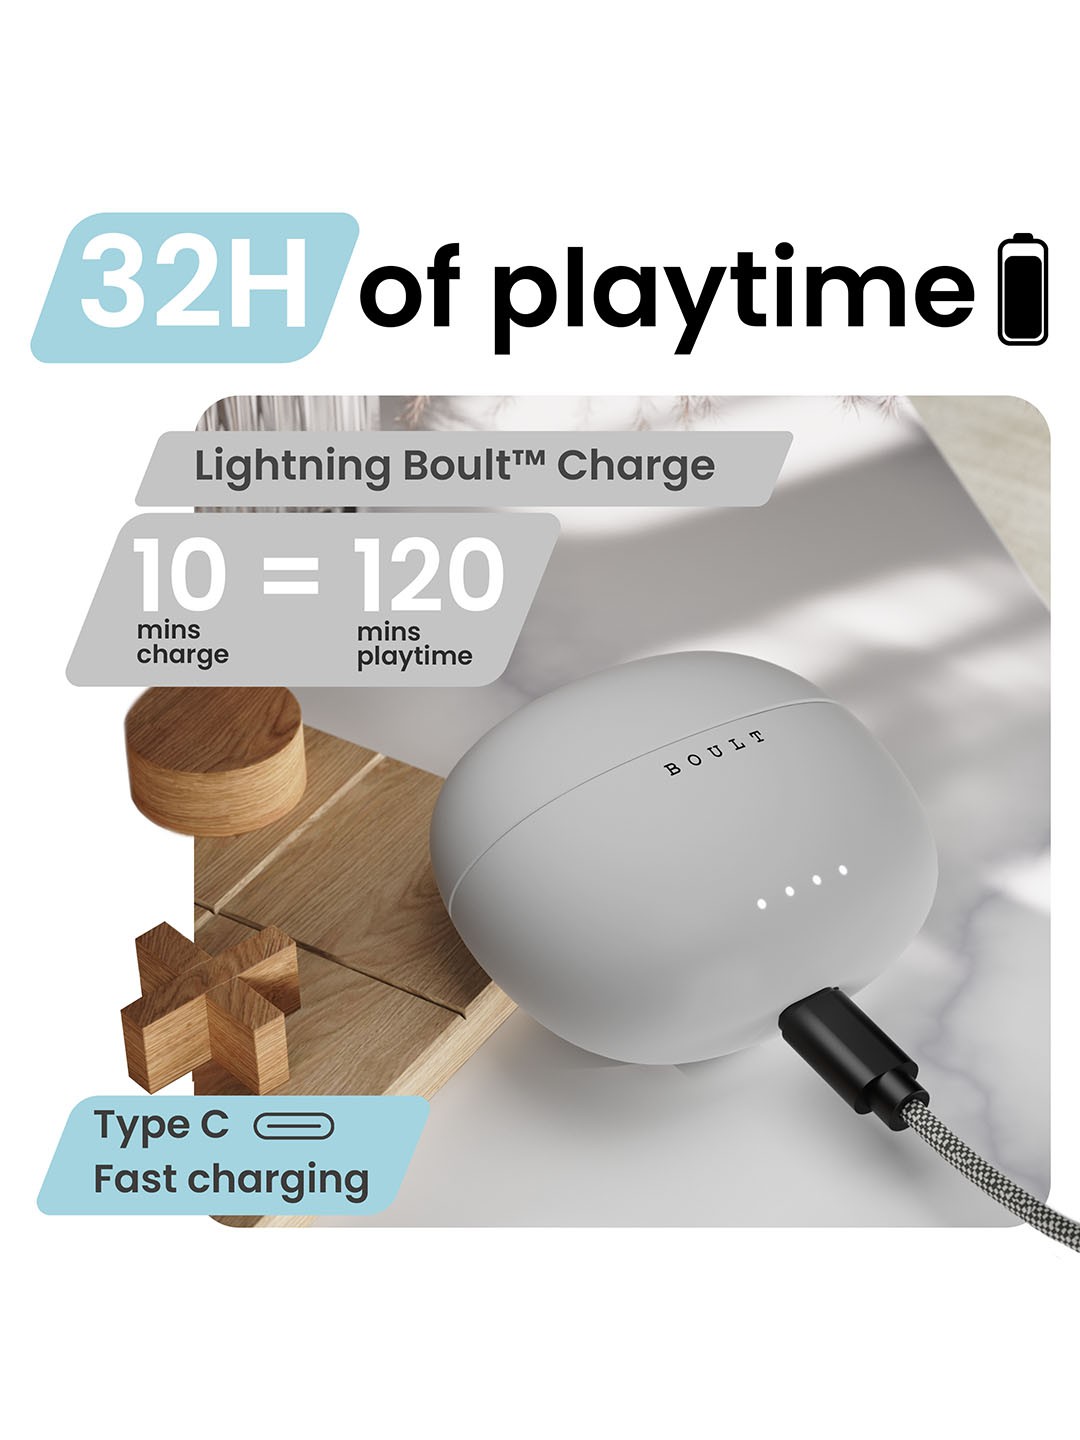 32H of playtime
Lightning Boult™ Charge
10 = 120
mins charge
mins playtime
BOULT
Type C
Fast charging